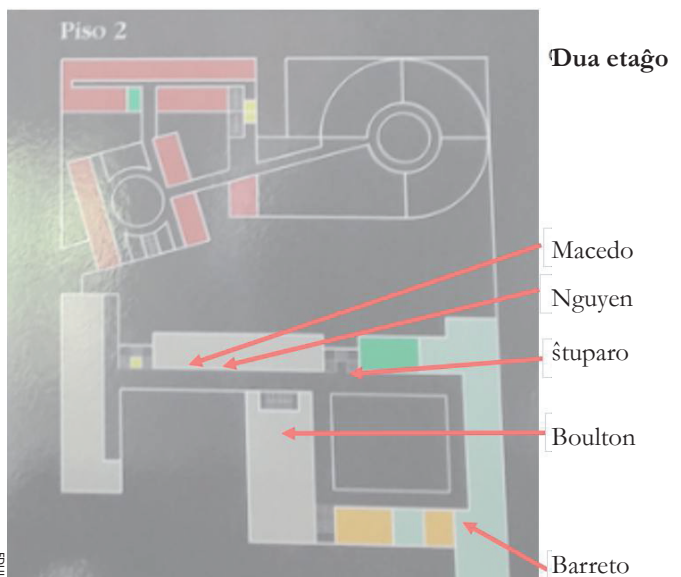 Piso 2
Dua etaĝo
Macedo
Nguyen
ŝtuparo
Boulton
Barreto